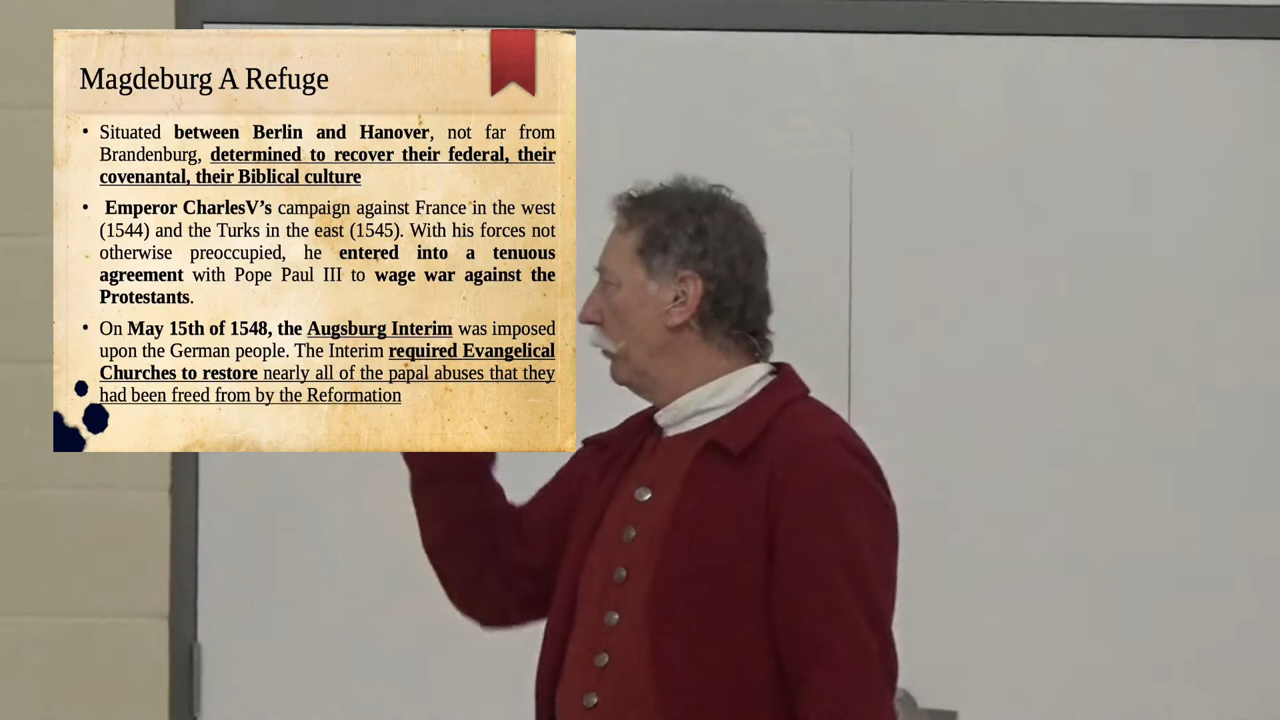 Magdeburg A Refuge
• Situated between Berlin and Hanover, not far from
Brandenburg, determined to recover their federal, their
covenantal, their Biblical culture
• Emperor CharlesV’s campaign against France in the west
(1544) and the Turks in the east (1545). With his forces not
otherwise preoccupied, he entered into a tenuous
agreement with Pope Paul III to wage war against the
Protestants.
• On May 15th of 1548, the Augsburg Interim was imposed
upon the German people. The Interim required Evangelical
Churches to restore nearly all of the papal abuses that they
had been freed from by the Reformation